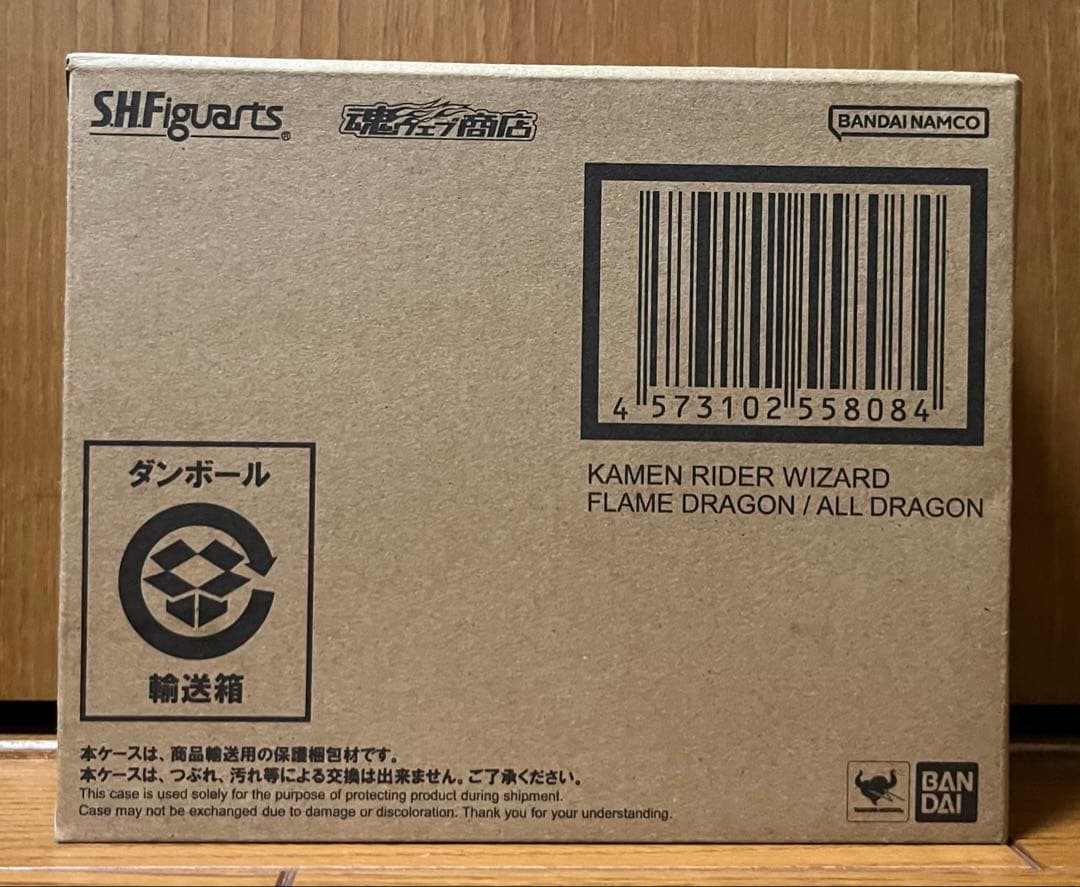 S.H.Figuarts®
魂ウェブ商店
BANDAI NAMCO
4 573102 558084
KAMEN RIDER WIZARD
FLAME DRAGON / ALL DRAGON
ダンボール
輸送箱
本ケースは、商品輸送用の保護梱包材です。
本ケースは、つぶれ、汚れ等による交換は出来ません。ご了承ください。
This case is used solely for the purpose of protecting product during shipment.
Case may not be exchanged due to damage or discoloration. Thank you for your understanding.
BAN
DAI